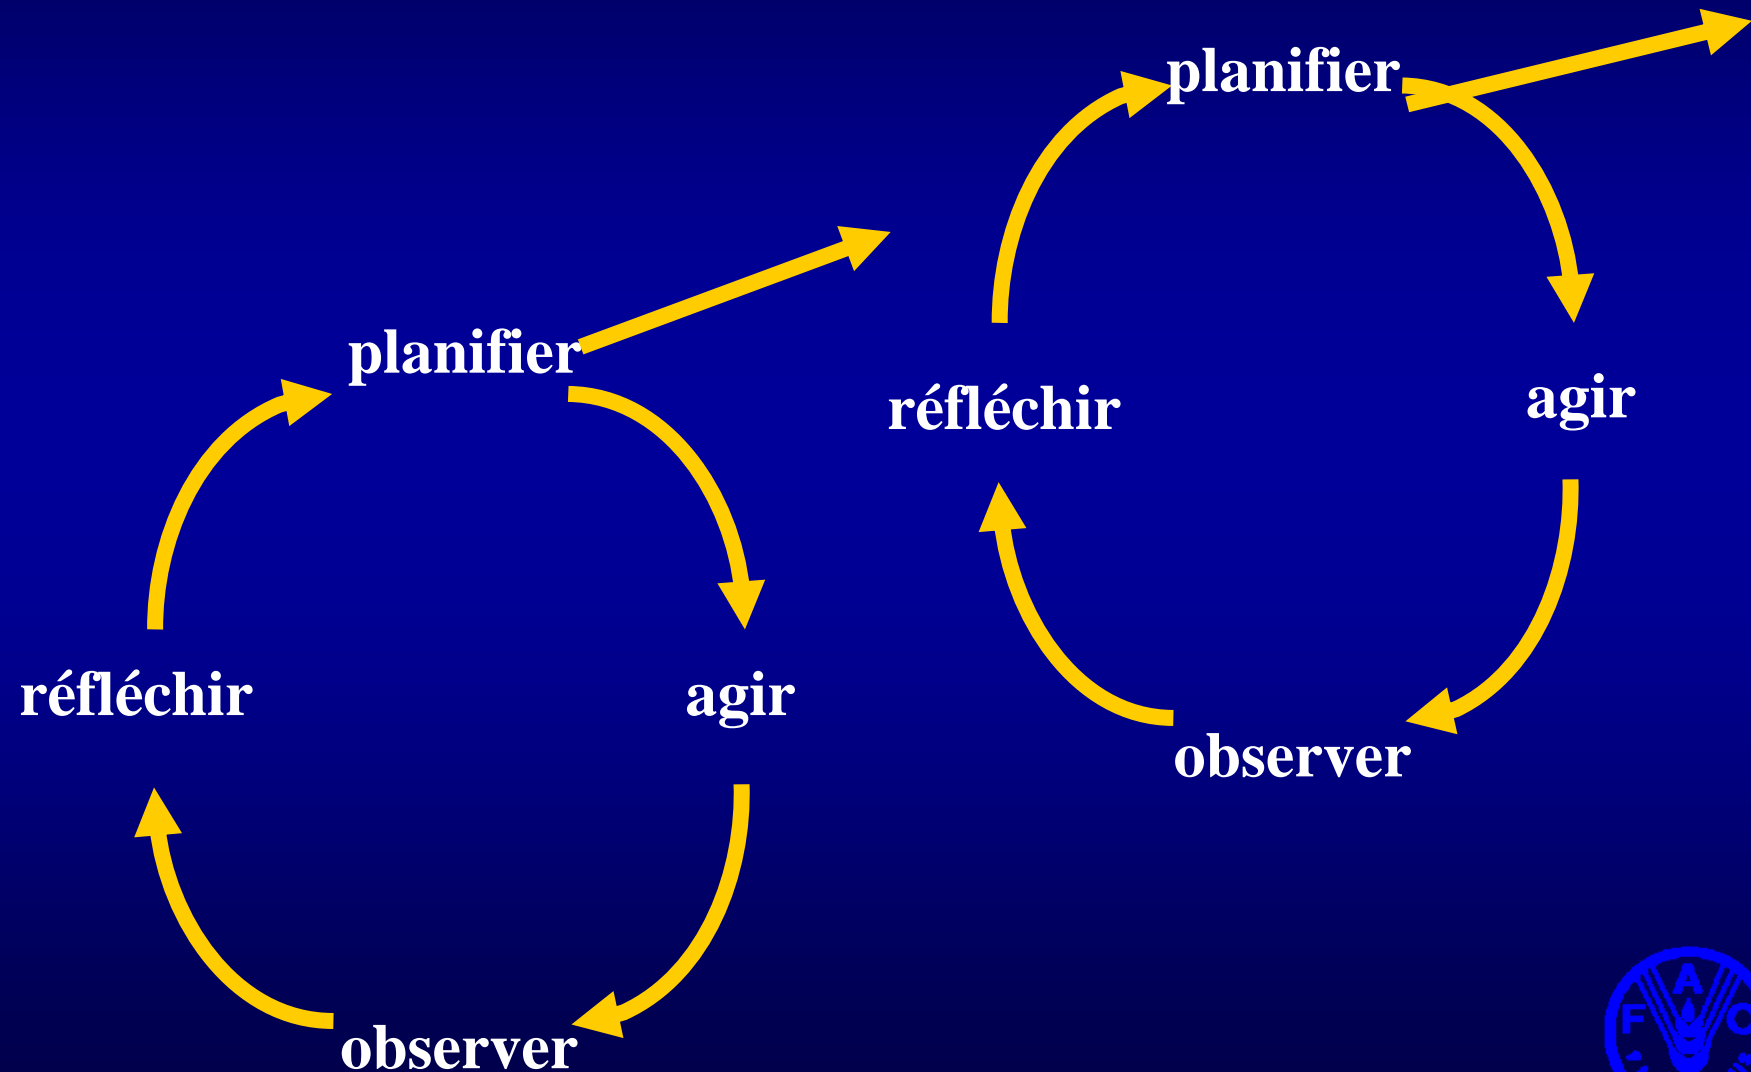 planifier
agir
observer
réfléchir
planifier
agir
observer
réfléchir
F A O